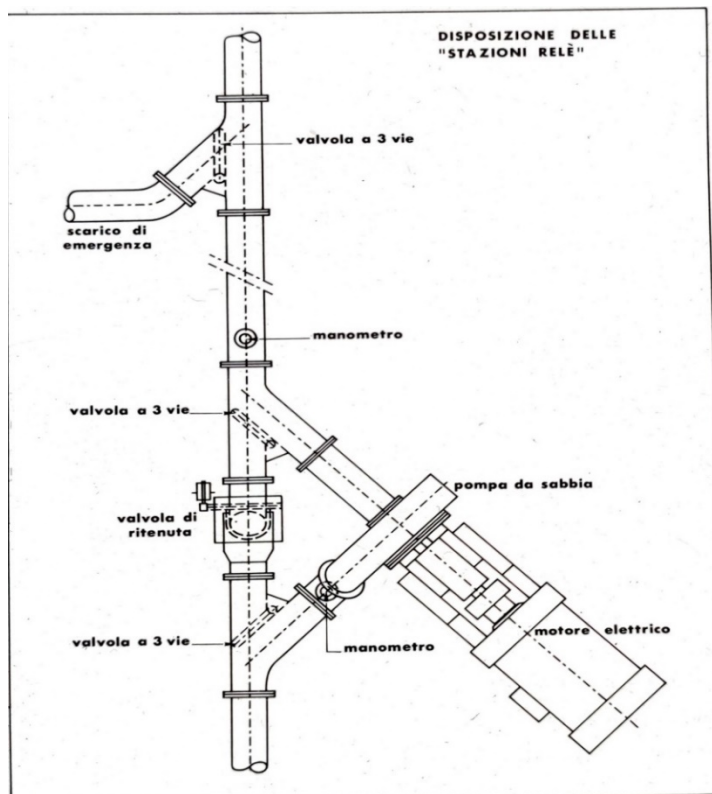 DISPOSIZIONE DELLE
"STAZIONI RELÈ"
valvola a 3 vie
scarico di
emergenza
manometro
valvola a 3 vie
pompa da sabbia
valvola di
ritenuta
motore elettrico
valvola a 3 vie
manometro